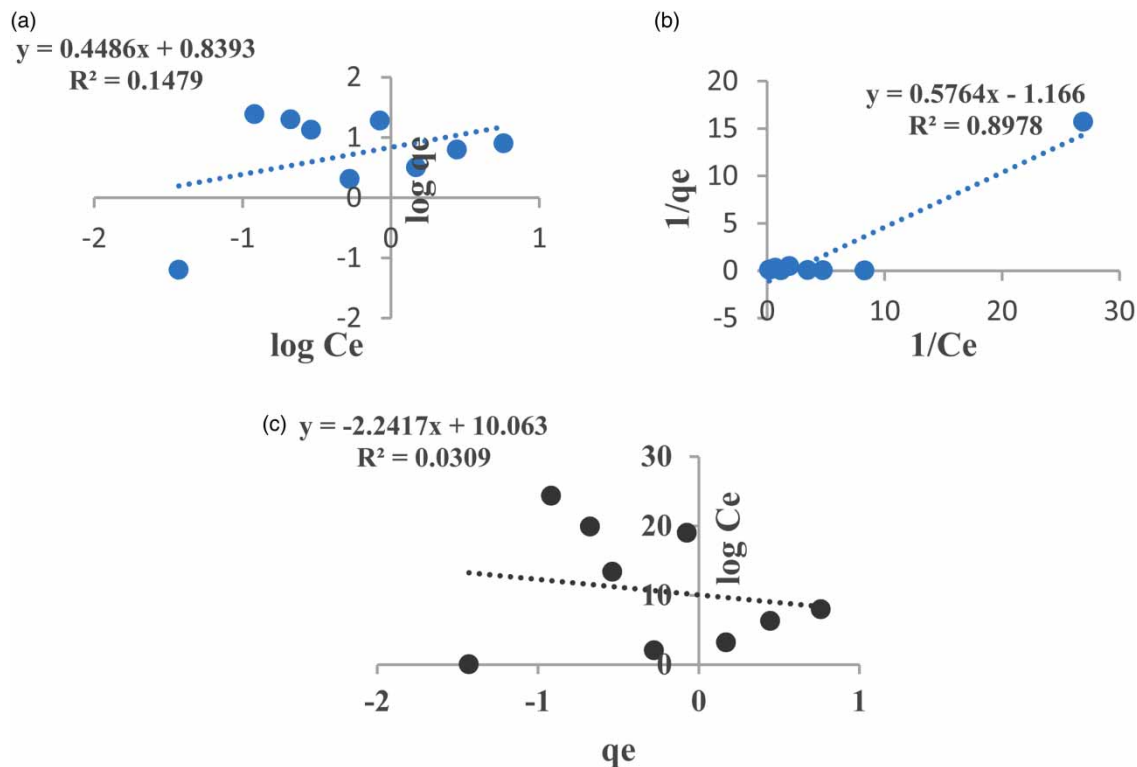 (a)
y = 0.4486x + 0.8393
R² = 0.1479
2
1
0
-1
-2
-2
-1
0
1
log qe
log Ce
(b)
y = 0.5764x - 1.166
R² = 0.8978
20
15
10
5
0
-5
0
10
20
30
1/qe
1/Ce
(c) y = -2.2417x + 10.063
R² = 0.0309
30
20
10
0
-2
-1
0
1
log Ce
qe